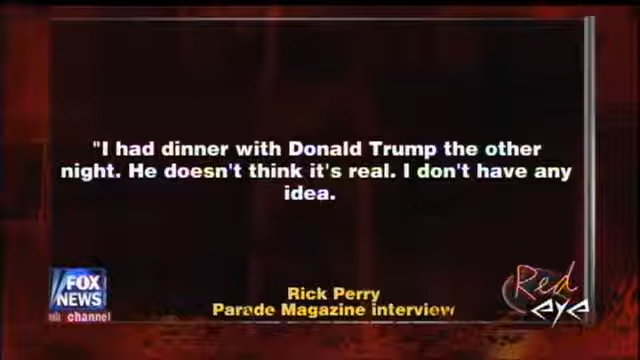 "I had dinner with Donald Trump the other
night. He doesn't think it's real. I don't have any
idea.
FOX
NEWS
channel
Rick Perry
Parade Magazine interview
Red
eye